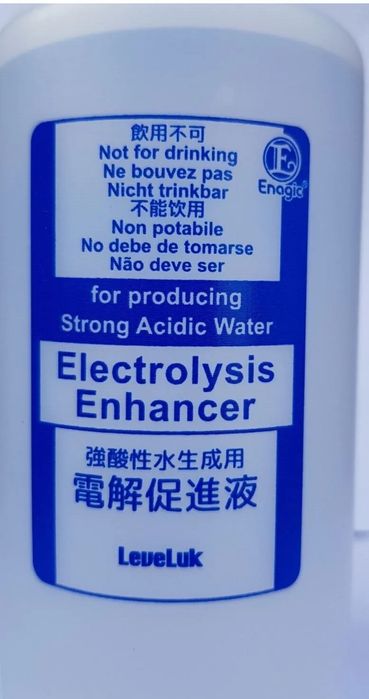 飲用不可
Not for drinking
Ne bouvez pas
Nicht trinkbar
不能饮用
Non potabile
No debe de tomarse
Não deve ser
E
Enagic®
for producing
Strong Acidic Water
Electrolysis
Enhancer
強酸性水生成用
電解促進液
LeveLuk